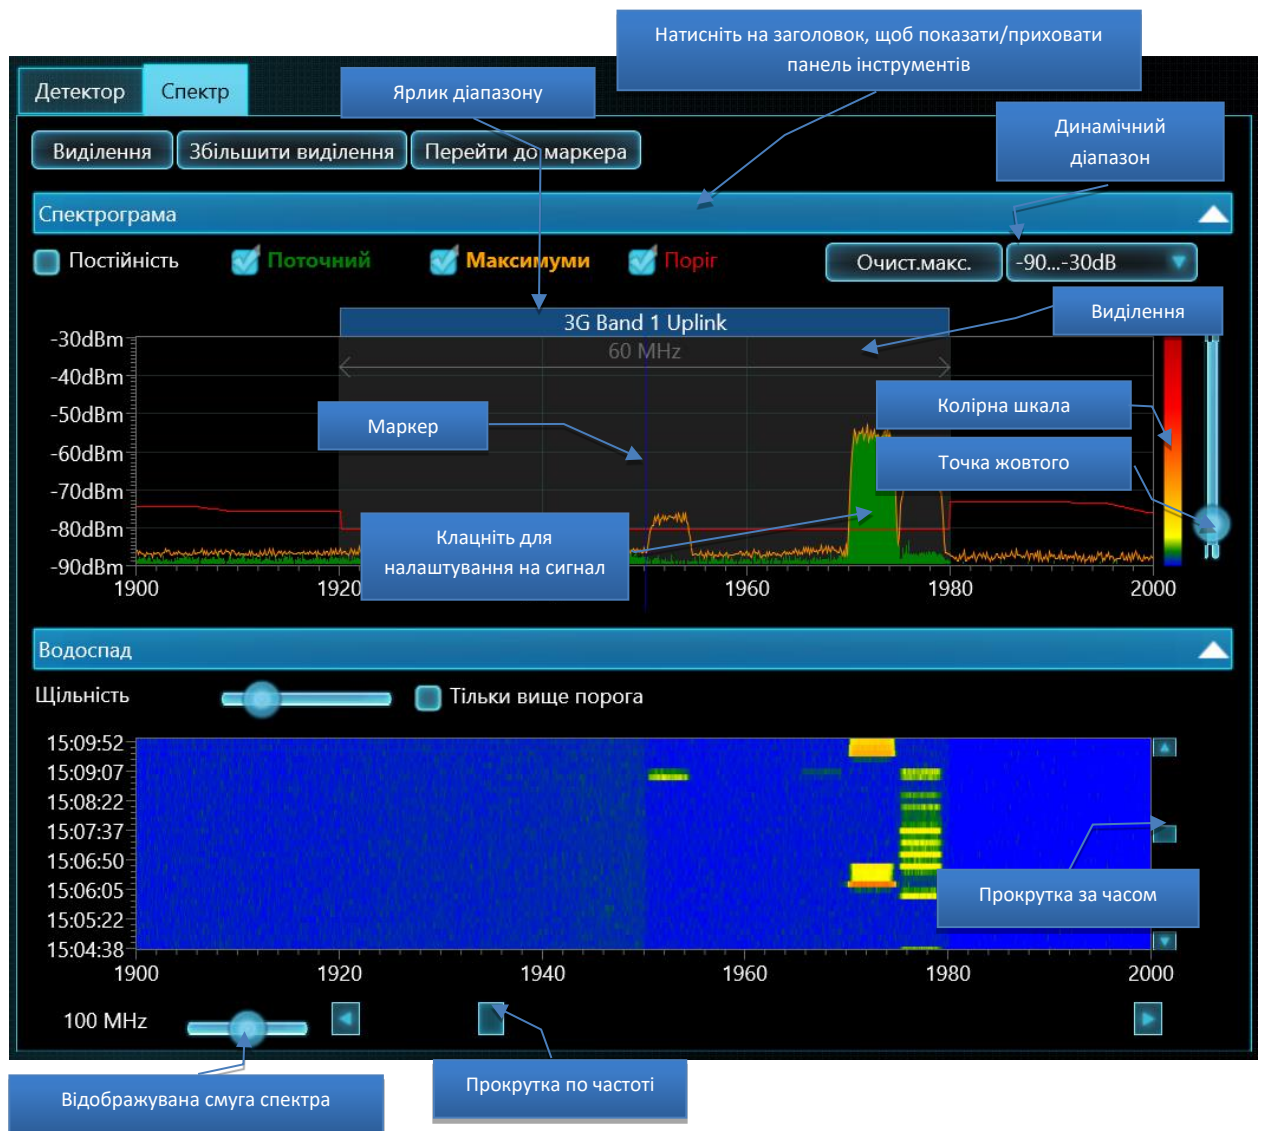 Натисніть на заголовок, щоб показати/приховати
панель інструментів
Детектор
Спектр
Ярлик діапазону
Динамічний
діапазон
Виділення
Збільшити виділення
Перейти до маркера
Спектрограма
Постійність
Поточний
Максимуми
Поріг
Очист.макс.
-90...-30dB
Виділення
3G Band 1 Uplink
60 MHz
-30dBm
-40dBm
-50dBm
-60dBm
-70dBm
-80dBm
-90dBm
Колірна шкала
Маркер
Точка жовтого
Клацніть для
налаштування на сигнал
1900
1920
1960
1980
2000
Водоспад
Щільність
Тільки вище порога
15:09:52
15:09:07
15:08:22
15:07:37
15:06:50
15:06:05
15:05:22
15:04:38
Прокрутка за часом
1900
1920
1940
1960
1980
2000
100 MHz
Прокрутка по частоті
Відображувана смуга спектра